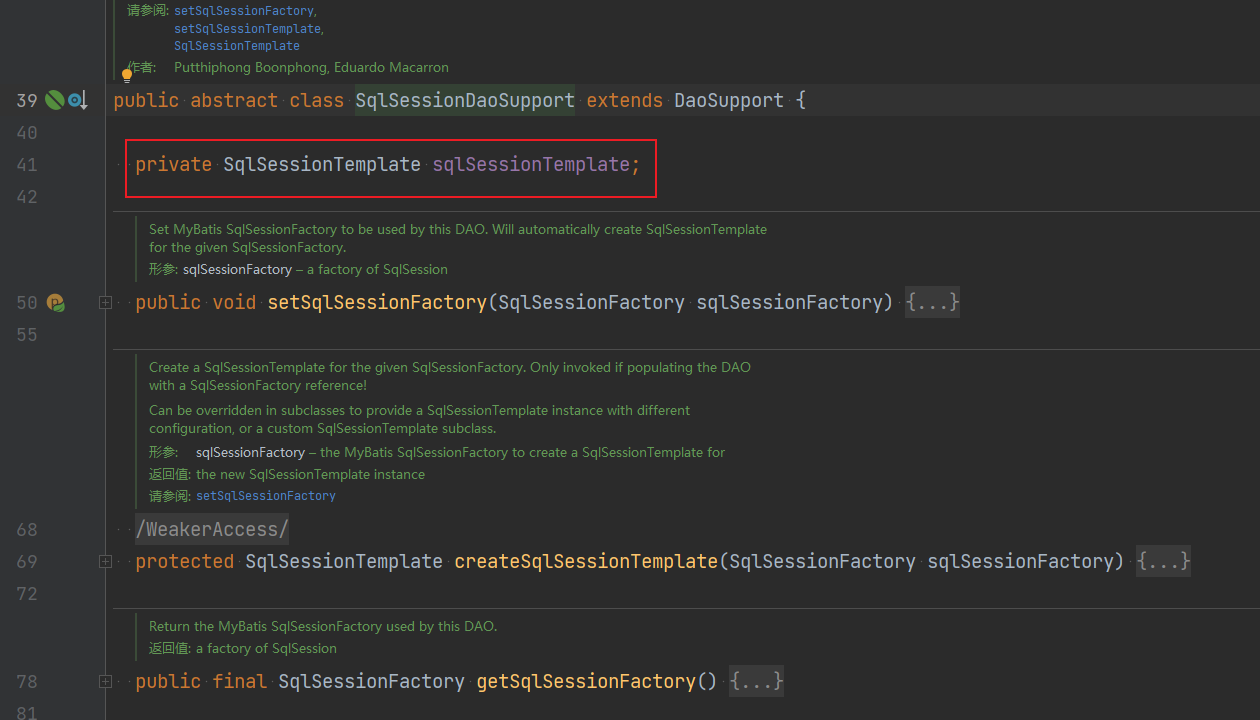 请参阅: setSqlSessionFactory,
setSqlSessionTemplate,
SqlSessionTemplate
作者: Putthiphong Boonphong, Eduardo Macarron
39 public abstract class SqlSessionDaoSupport extends DaoSupport {
40
41 private SqlSessionTemplate sqlSessionTemplate;
42
Set MyBatis SqlSessionFactory to be used by this DAO. Will automatically create SqlSessionTemplate
for the given SqlSessionFactory.
形参: sqlSessionFactory – a factory of SqlSession
50 public void setSqlSessionFactory(SqlSessionFactory sqlSessionFactory) {...}
55
Create a SqlSessionTemplate for the given SqlSessionFactory. Only invoked if populating the DAO
with a SqlSessionFactory reference!
Can be overridden in subclasses to provide a SqlSessionTemplate instance with different
configuration, or a custom SqlSessionTemplate subclass.
形参: sqlSessionFactory – the MyBatis SqlSessionFactory to create a SqlSessionTemplate for
返回值: the new SqlSessionTemplate instance
请参阅: setSqlSessionFactory
68 /WeakerAccess/
69 protected SqlSessionTemplate createSqlSessionTemplate(SqlSessionFactory sqlSessionFactory) {...}
72
Return the MyBatis SqlSessionFactory used by this DAO.
返回值: a factory of SqlSession
78 public final SqlSessionFactory getSqlSessionFactory() {...}
81